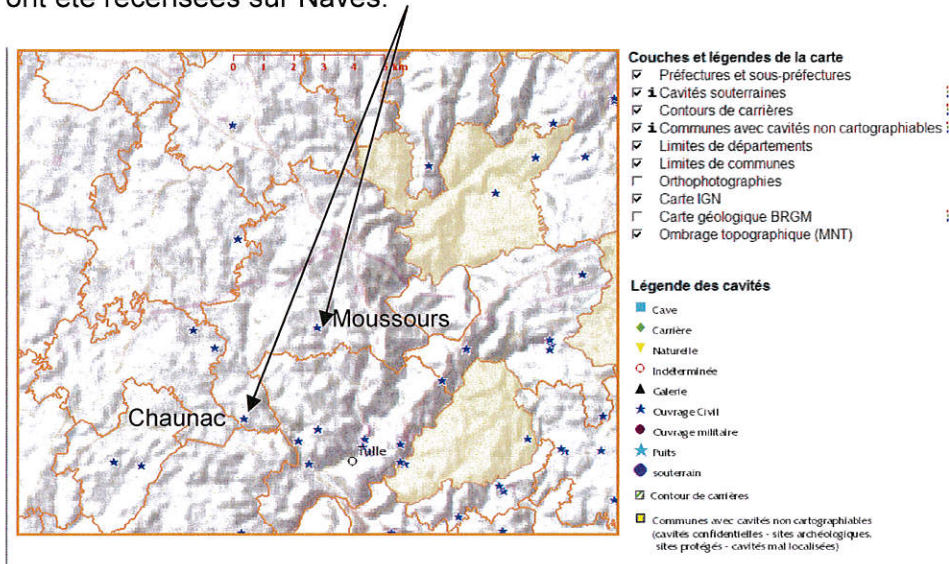 ont été recensées sur Naves.
0 1 2 3 4 5 km
Moussours
Chaunac
Tulle
Couches et légendes de la carte
Préfectures et sous-préfectures
i Cavités souterraines
Contours de carrières
i Communes avec cavités non cartographiables
Limites de départements
Limites de communes
Orthophotographies
Carte IGN
Carte géologique BRGM
Ombrage topographique (MNT)
Légende des cavités
Cave
Carrière
Naturelle
Indéterminée
Galerie
Ouvrage Civil
Ouvrage militaire
Puits
souterrain
Contour de carrières
Communes avec cavités non cartographiables
(cavités confidentielles - sites archéologiques,
sites protégés - cavités mal localisées)